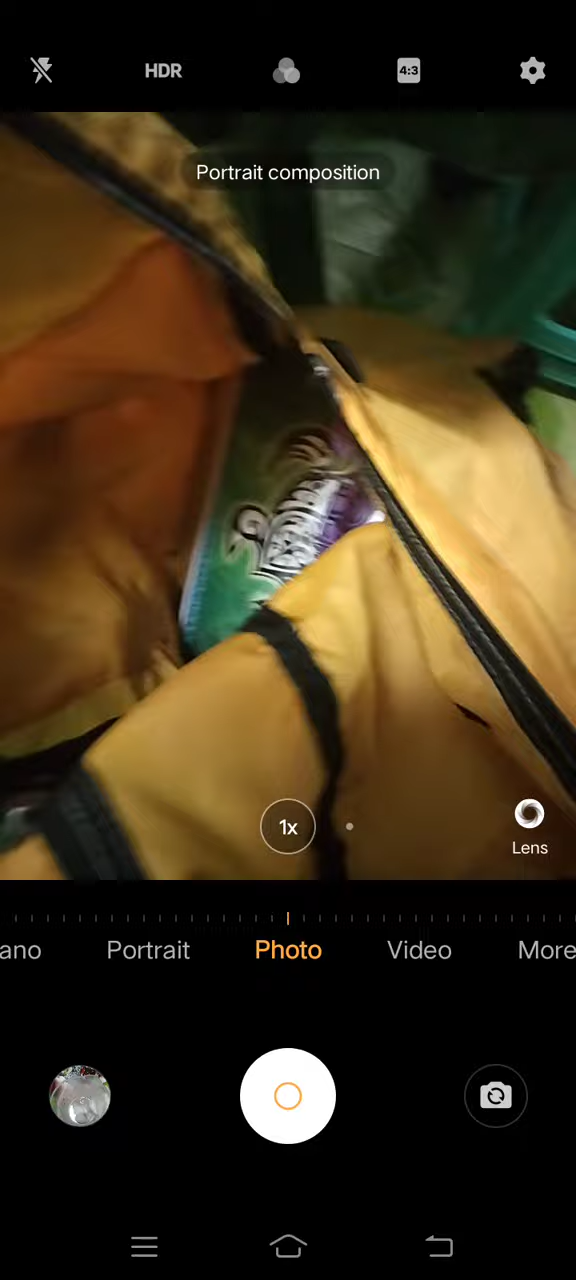 HDR
4:3
Portrait composition
1x
Lens
ano Portrait Photo Video More